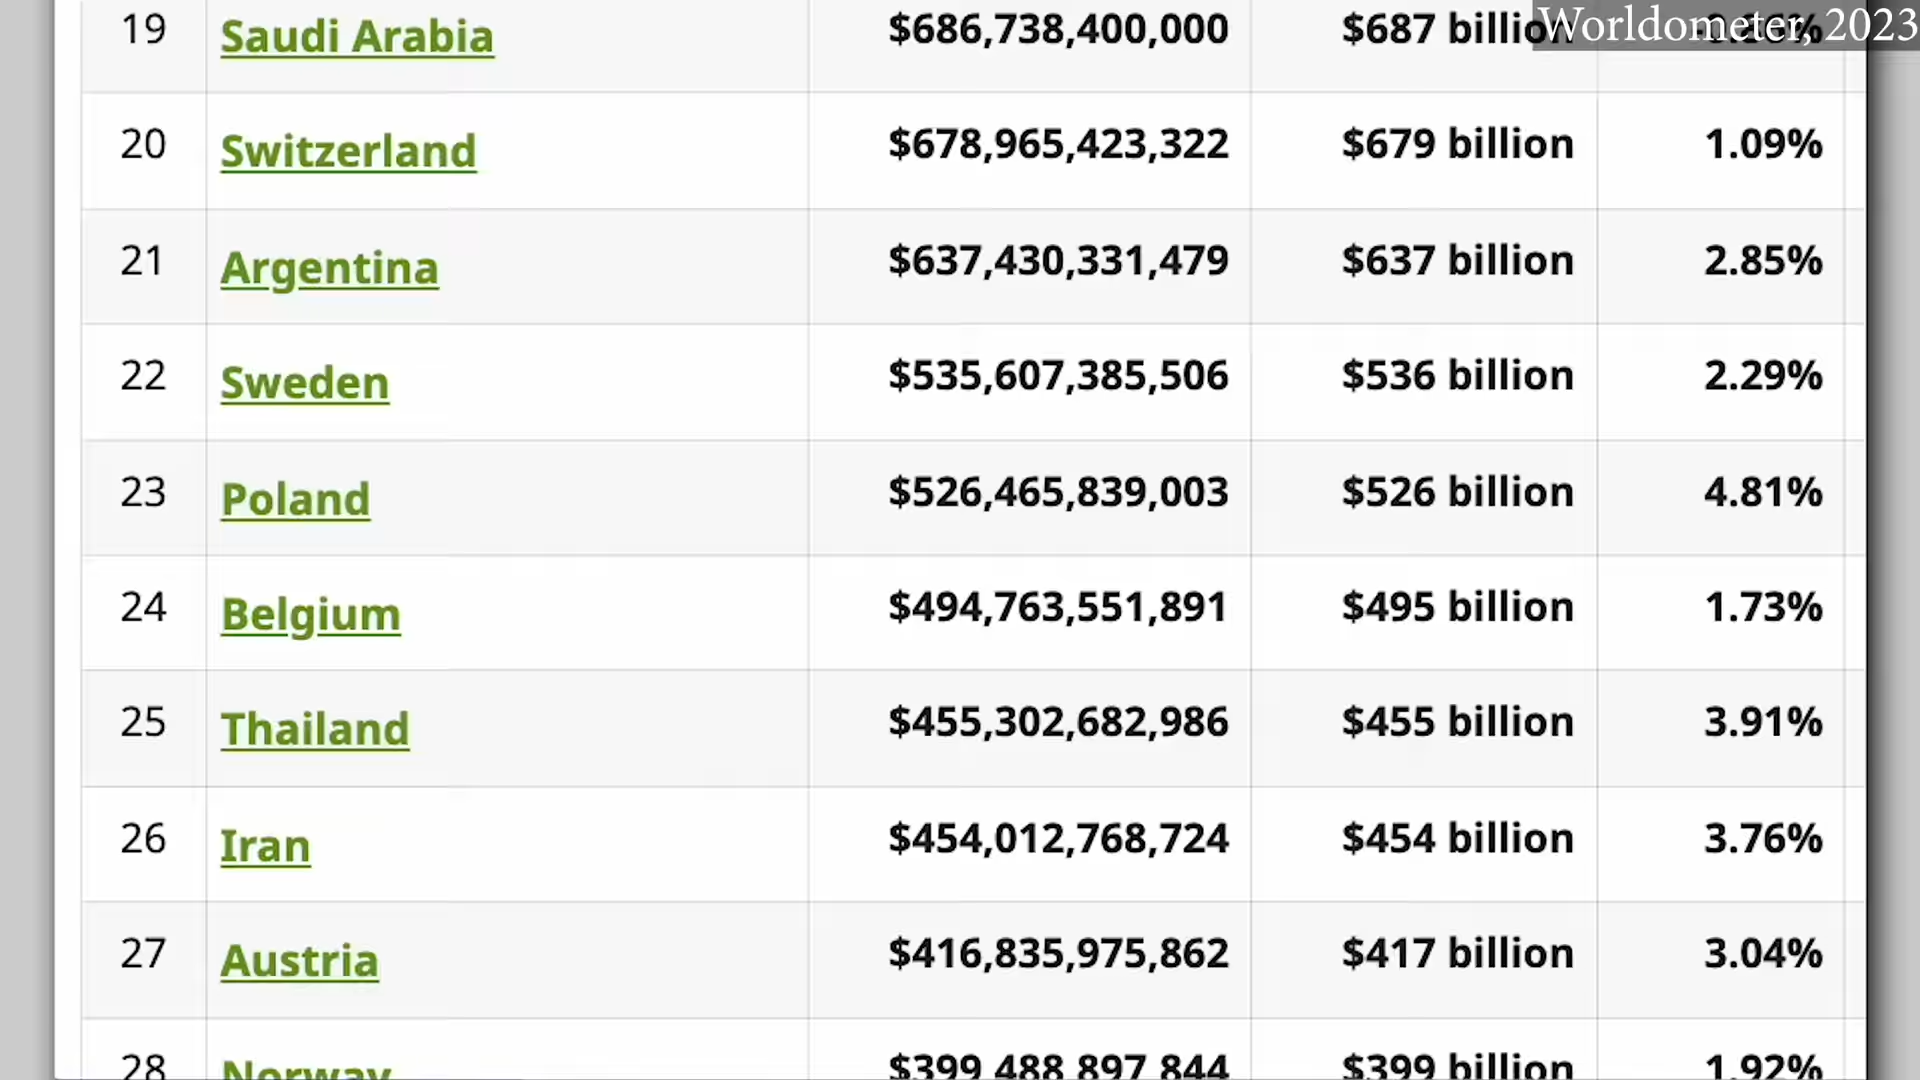 19 Saudi Arabia $686,738,400,000 $687 billion
Worldometer, 2023
20 Switzerland $678,965,423,322 $679 billion 1.09%
21 Argentina $637,430,331,479 $637 billion 2.85%
22 Sweden $535,607,385,506 $536 billion 2.29%
23 Poland $526,465,839,003 $526 billion 4.81%
24 Belgium $494,763,551,891 $495 billion 1.73%
25 Thailand $455,302,682,986 $455 billion 3.91%
26 Iran $454,012,768,724 $454 billion 3.76%
27 Austria $416,835,975,862 $417 billion 3.04%
28 Norway $399,488,897,844 $399 billion 1.92%